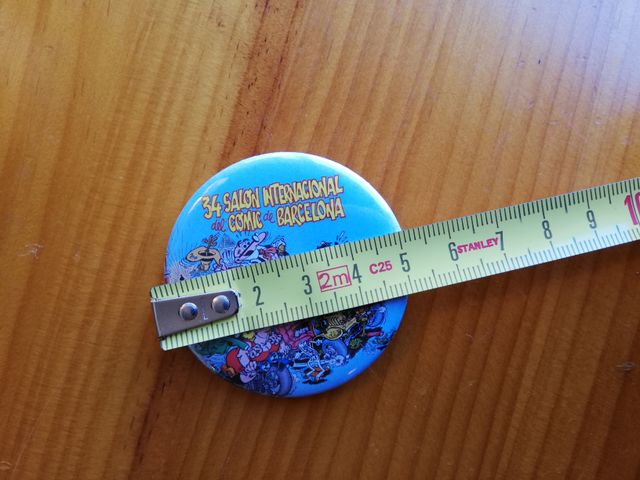 34 SALON INTERNACIONAL
del COMIC de BARCELONA
2 3 2m 4 C25 5 6 STANLEY 7 8 9 10